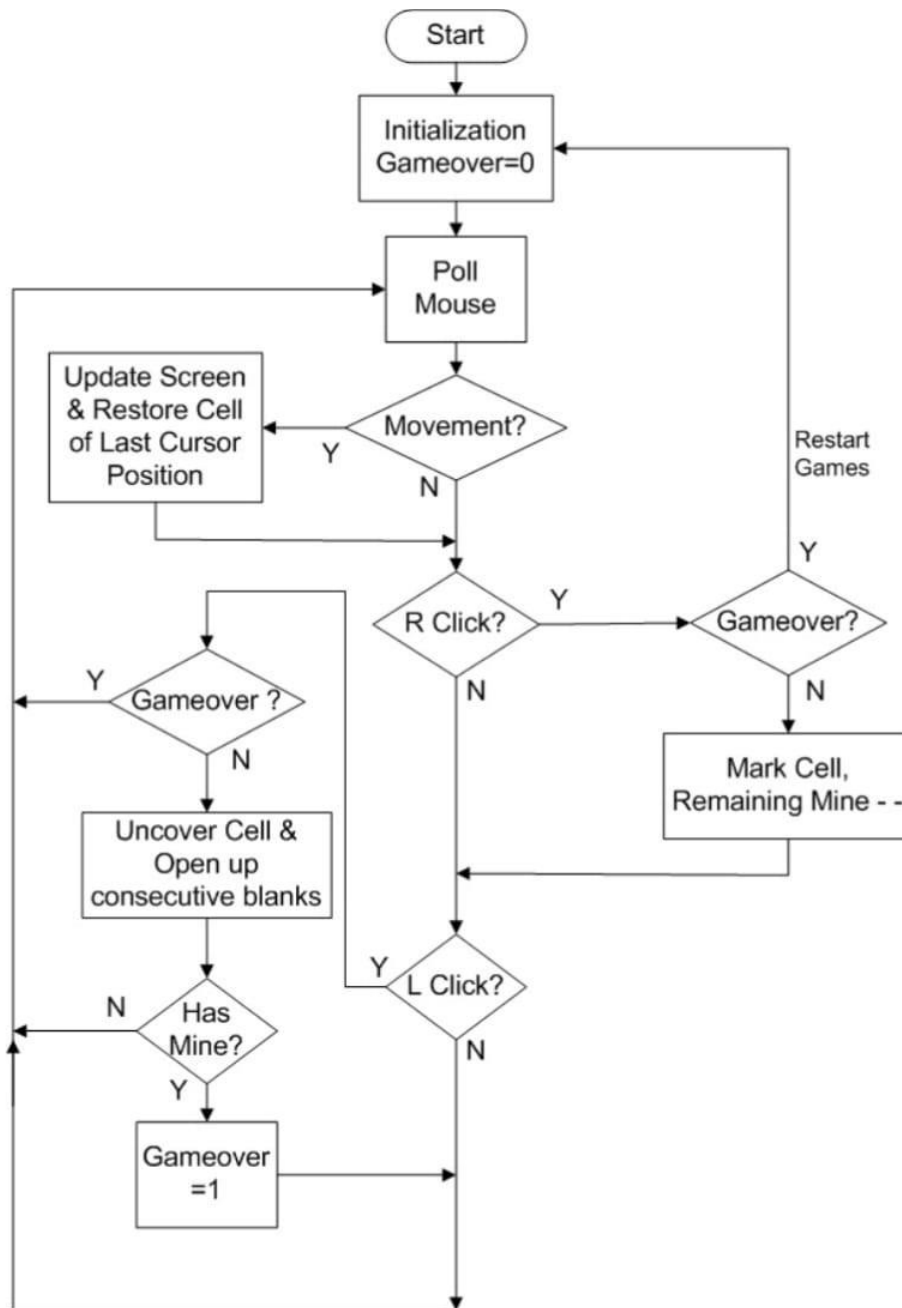 Start
Initialization
Gameover=0
Poll
Mouse
Update Screen
& Restore Cell
of Last Cursor
Position
Movement?
Y
N
Restart
Games
Y
R Click?
Y
Gameover?
N
N
Gameover ?
Y
N
Mark Cell,
Remaining Mine - -
Uncover Cell &
Open up
consecutive blanks
L Click?
Y
N
Has
Mine?
N
Y
Gameover
=1